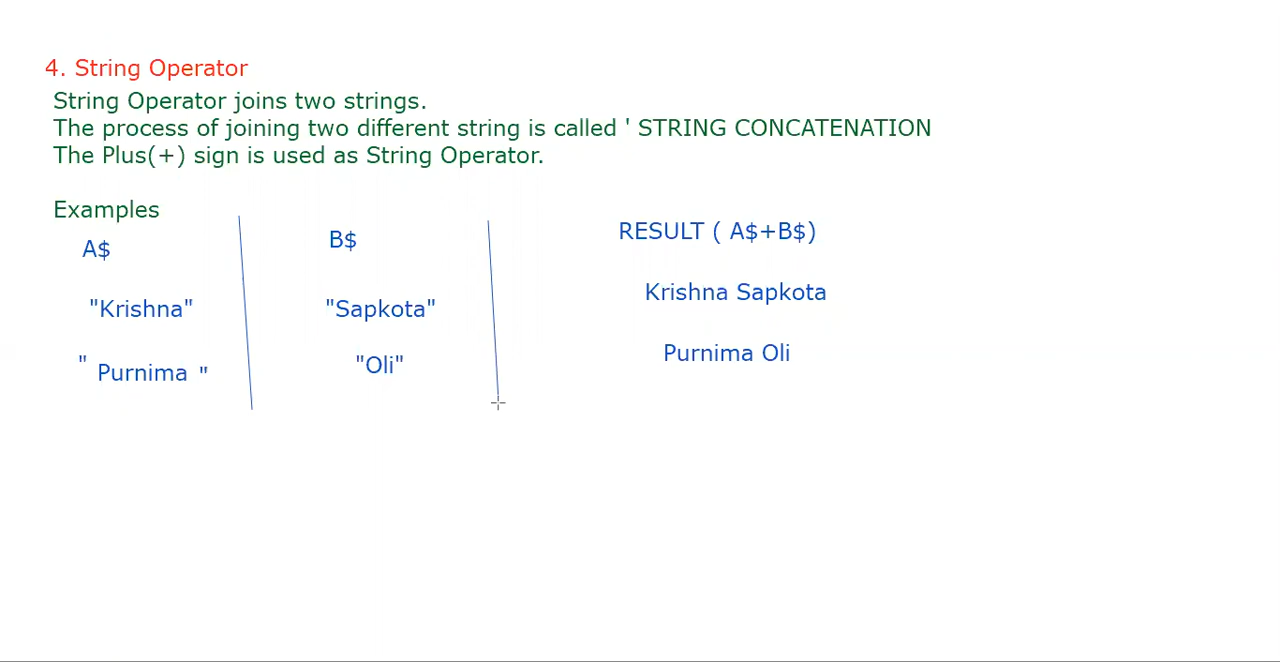 4. String Operator
String Operator joins two strings.
The process of joining two different string is called ' STRING CONCATENATION
The Plus(+) sign is used as String Operator.
Examples
A$ B$ RESULT ( A$+B$)
"Krishna" "Sapkota" Krishna Sapkota
" Purnima " "Oli" Purnima Oli